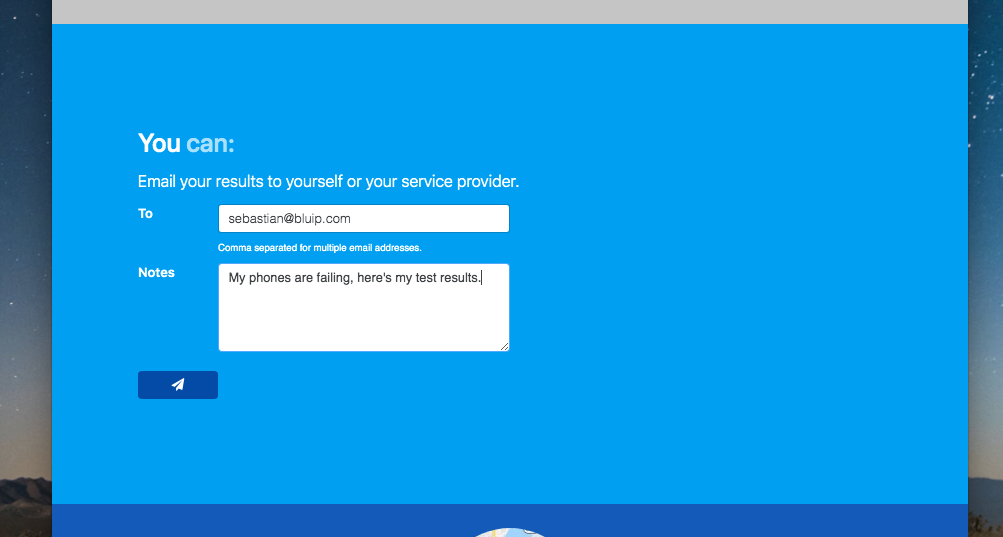 You can:
Email your results to yourself or your service provider.
To
sebastian@bluip.com
Comma separated for multiple email addresses.
Notes
My phones are failing, here's my test results.